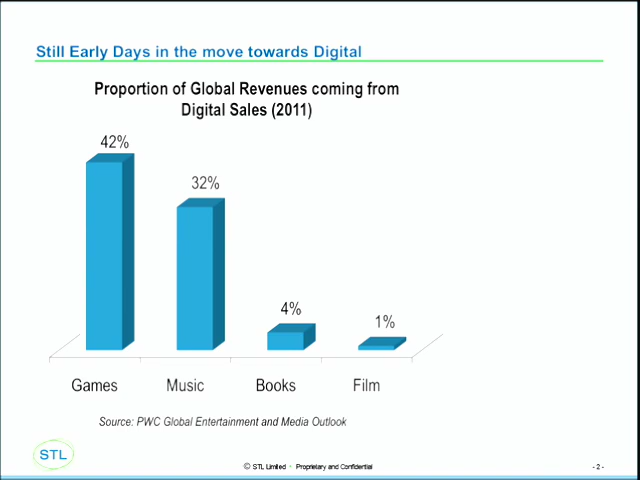 Still Early Days in the move towards Digital
Proportion of Global Revenues coming from
Digital Sales (2011)
42%
32%
4%
1%
Games
Music
Books
Film
Source: PWC Global Entertainment and Media Outlook
STL
© STL Limited • Proprietary and Confidential
- 2 -